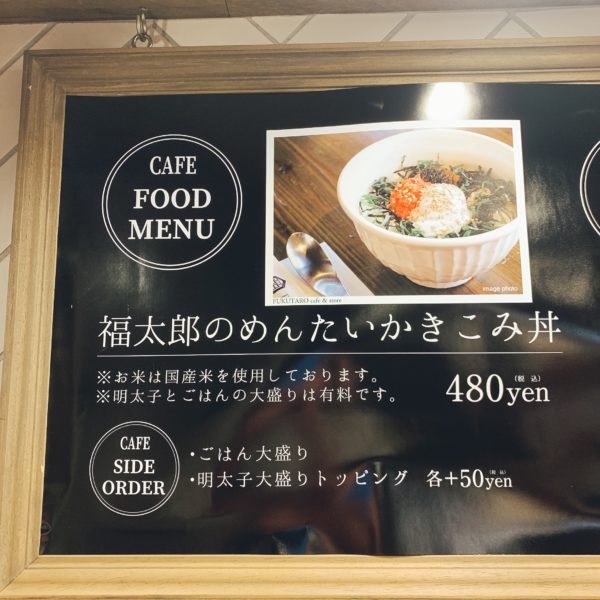 CAFE
FOOD
MENU
image photo
FUKUTARO cafe & store
福太郎のめんたいかきこみ丼
※お米は国産米を使用しております。
※明太子とごはんの大盛りは有料です。
480yen
(税込)
CAFE
SIDE
ORDER
・ごはん大盛り
・明太子大盛りトッピング 各+50yen
(税込)